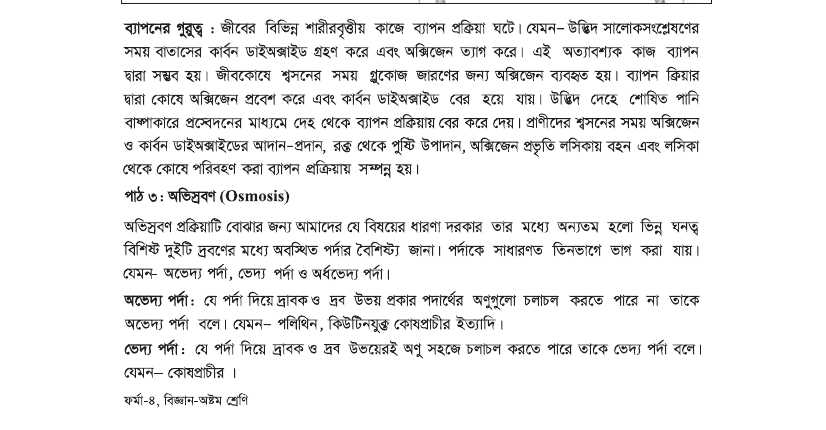 ব্যাপনের গুরুত্ব : জীবের বিভিন্ন শারীরবৃত্তীয় কাজে ব্যাপন প্রক্রিয়া ঘটে। যেমন– উদ্ভিদ সালোকসংশ্লেষণের
সময় বাতাসের কার্বন ডাইঅক্সাইড গ্রহণ করে এবং অক্সিজেন ত্যাগ করে। এই অত্যাবশ্যক কাজ ব্যাপন
দ্বারা সম্ভব হয়। জীবকোষে শ্বসনের সময় গ্লুকোজ জারণের জন্য অক্সিজেন ব্যবহৃত হয়। ব্যাপন ক্রিয়ার
দ্বারা কোষে অক্সিজেন প্রবেশ করে এবং কার্বন ডাইঅক্সাইড বের হয়ে যায়। উদ্ভিদ দেহে শোষিত পানি
বাষ্পাকারে প্রস্বেদনের মাধ্যমে দেহ থেকে ব্যাপন প্রক্রিয়ায় বের করে দেয়। প্রাণীদের শ্বসনের সময় অক্সিজেন
ও কার্বন ডাইঅক্সাইডের আদান-প্রদান, রক্ত থেকে পুষ্টি উপাদান, অক্সিজেন প্রভৃতি লসিকায় বহন এবং লসিকা
থেকে কোষে পরিবহণ করা ব্যাপন প্রক্রিয়ায় সম্পন্ন হয়।
পাঠ ৩ : অভিস্রবণ (Osmosis)
অভিস্রবণ প্রক্রিয়াটি বোঝার জন্য আমাদের যে বিষয়ের ধারণা দরকার তার মধ্যে অন্যতম হলো ভিন্ন ঘনত্ব
বিশিষ্ট দুইটি দ্রবণের মধ্যে অবস্থিত পর্দার বৈশিষ্ট্য জানা। পর্দাকে সাধারণত তিনভাগে ভাগ করা যায়।
যেমন- অভেদ্য পর্দা, ভেদ্য পর্দা ও অর্ধভেদ্য পর্দা।
অভেদ্য পর্দা: যে পর্দা দিয়ে দ্রাবক ও দ্রব উভয় প্রকার পদার্থের অণুগুলো চলাচল করতে পারে না তাকে
অভেদ্য পর্দা বলে। যেমন– পলিথিন, কিউটিনযুক্ত কোষপ্রাচীর ইত্যাদি।
ভেদ্য পর্দা: যে পর্দা দিয়ে দ্রাবক ও দ্রব উভয়েরই অণু সহজে চলাচল করতে পারে তাকে ভেদ্য পর্দা বলে।
যেমন– কোষপ্রাচীর ।
ফর্মা-৪, বিজ্ঞান-অষ্টম শ্রেণি